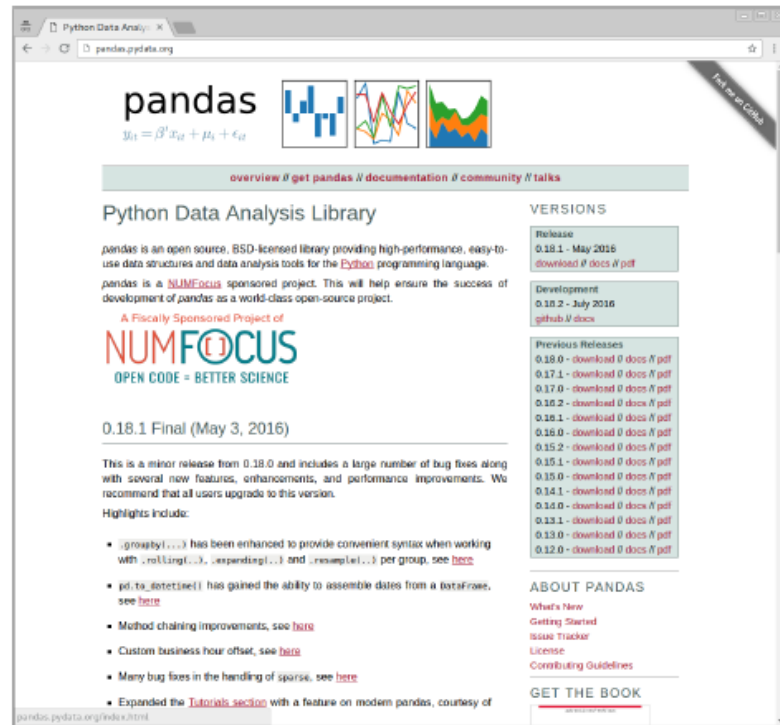 Python Data Analy
pandas.pydata.org
Fork me on GitHub
pandas
y_it = β′x_it + μ_i + ϵ_it
overview // get pandas // documentation // community // talks
Python Data Analysis Library
pandas is an open source, BSD-licensed library providing high-performance, easy-to-
use data structures and data analysis tools for the Python programming language.
pandas is a NUMFocus sponsored project. This will help ensure the success of
development of pandas as a world-class open-source project.
A Fiscally Sponsored Project of
NUMFOCUS
OPEN CODE = BETTER SCIENCE
0.18.1 Final (May 3, 2016)
This is a minor release from 0.18.0 and includes a large number of bug fixes along
with several new features, enhancements, and performance improvements. We
recommend that all users upgrade to this version.
Highlights include:
.groupby(...) has been enhanced to provide convenient syntax when working
with .rolling(..), .expanding(..) and .resample(..) per group, see here
pd.to_datetime() has gained the ability to assemble dates from a DataFrame,
see here
Method chaining improvements, see here
Custom business hour offset, see here
Many bug fixes in the handling of sparse, see here
Expanded the Tutorials section with a feature on modern pandas, courtesy of
VERSIONS
Release
0.18.1 - May 2016
download // docs // pdf
Development
0.18.2 - July 2016
github // docs
Previous Releases
0.18.0 - download // docs // pdf
0.17.1 - download // docs // pdf
0.17.0 - download // docs // pdf
0.16.2 - download // docs // pdf
0.16.1 - download // docs // pdf
0.16.0 - download // docs // pdf
0.15.2 - download // docs // pdf
0.15.1 - download // docs // pdf
0.15.0 - download // docs // pdf
0.14.1 - download // docs // pdf
0.14.0 - download // docs // pdf
0.13.1 - download // docs // pdf
0.13.0 - download // docs // pdf
0.12.0 - download // docs // pdf
ABOUT PANDAS
What's New
Getting Started
Issue Tracker
License
Contributing Guidelines
GET THE BOOK
pandas.pydata.org/index.html